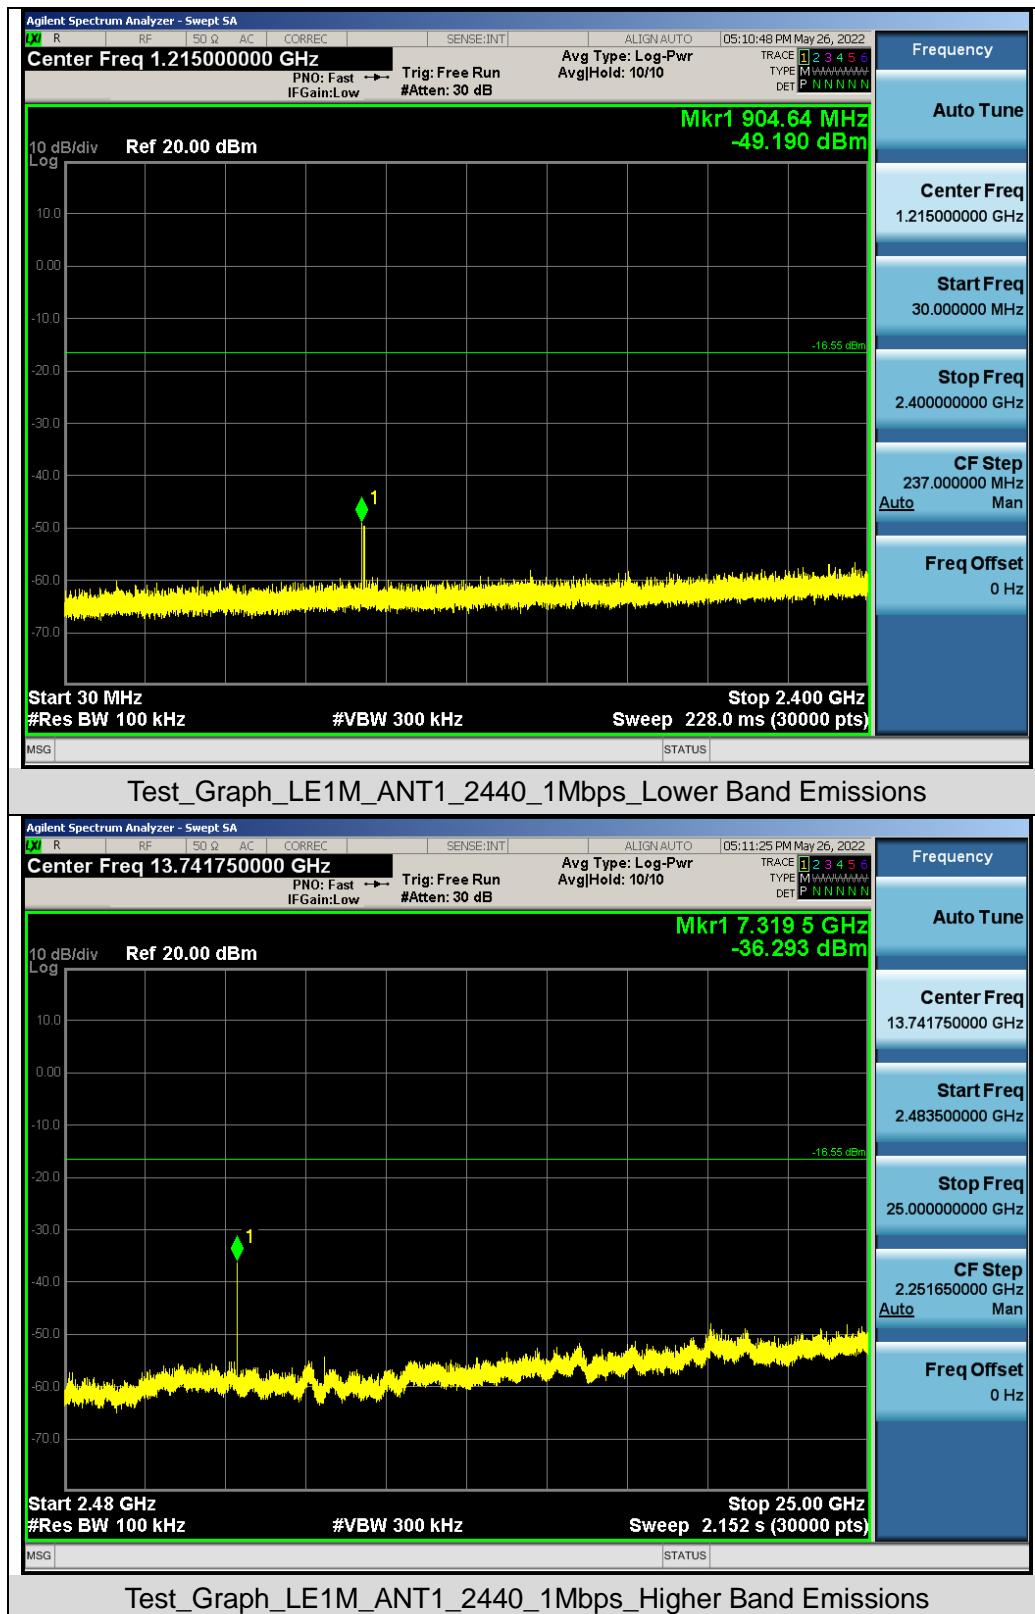 Agilent Spectrum Analyzer - Swept SA
LXI R RF 50 Ω AC CORREC SENSE:INT ALIGN AUTO 05:10:48 PM May 26, 2022
Center Freq 1.215000000 GHz
PNO: Fast
IFGain:Low
Trig: Free Run
#Atten: 30 dB
Avg Type: Log-Pwr
Avg|Hold: 10/10
TRACE 1 2 3 4 5 6
TYPE M
DET P N N N N N
Mkr1 904.64 MHz
-49.190 dBm
10 dB/div Ref 20.00 dBm
Log
10.0
0.00
-10.0
-16.55 dBm
-20.0
-30.0
-40.0
1
-50.0
-60.0
-70.0
Start 30 MHz Stop 2.400 GHz
#Res BW 100 kHz #VBW 300 kHz Sweep 228.0 ms (30000 pts)
MSG STATUS
Frequency
Auto Tune
Center Freq
1.215000000 GHz
Start Freq
30.000000 MHz
Stop Freq
2.400000000 GHz
CF Step
237.000000 MHz
Auto Man
Freq Offset
0 Hz
Test_Graph_LE1M_ANT1_2440_1Mbps_Lower Band Emissions
Agilent Spectrum Analyzer - Swept SA
LXI R RF 50 Ω AC CORREC SENSE:INT ALIGN AUTO 05:11:25 PM May 26, 2022
Center Freq 13.741750000 GHz
PNO: Fast
IFGain:Low
Trig: Free Run
#Atten: 30 dB
Avg Type: Log-Pwr
Avg|Hold: 10/10
TRACE 1 2 3 4 5 6
TYPE M
DET P N N N N N
Mkr1 7.319 5 GHz
-36.293 dBm
10 dB/div Ref 20.00 dBm
Log
10.0
0.00
-10.0
-16.55 dBm
-20.0
-30.0
1
-40.0
-50.0
-60.0
-70.0
Start 2.48 GHz Stop 25.00 GHz
#Res BW 100 kHz #VBW 300 kHz Sweep 2.152 s (30000 pts)
MSG STATUS
Frequency
Auto Tune
Center Freq
13.741750000 GHz
Start Freq
2.483500000 GHz
Stop Freq
25.000000000 GHz
CF Step
2.251650000 GHz
Auto Man
Freq Offset
0 Hz
Test_Graph_LE1M_ANT1_2440_1Mbps_Higher Band Emissions